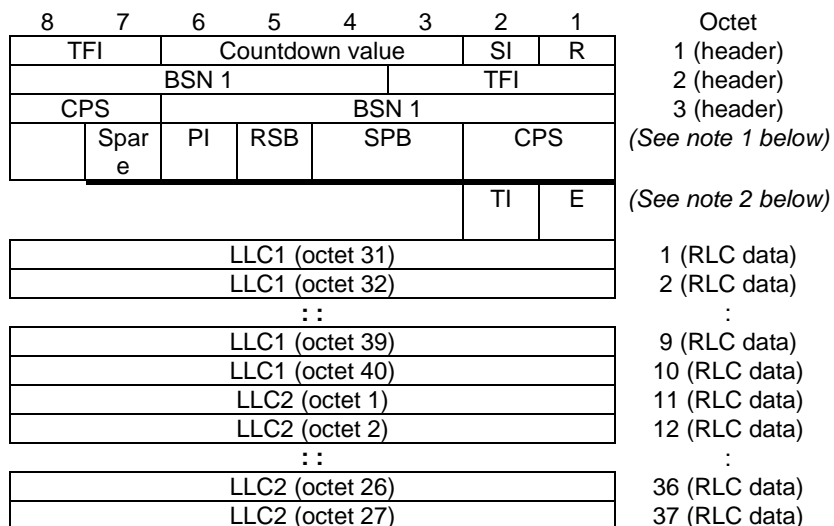 8 7 6 5 4 3 2 1 Octet
TFI Countdown value SI R 1 (header)
BSN 1 TFI 2 (header)
CPS BSN 1 3 (header)
Spar PI RSB SPB CPS (See note 1 below)
e
TI E (See note 2 below)
LLC1 (octet 31) 1 (RLC data)
LLC1 (octet 32) 2 (RLC data)
: : :
LLC1 (octet 39) 9 (RLC data)
LLC1 (octet 40) 10 (RLC data)
LLC2 (octet 1) 11 (RLC data)
LLC2 (octet 2) 12 (RLC data)
: : :
LLC2 (octet 26) 36 (RLC data)
LLC2 (octet 27) 37 (RLC data)